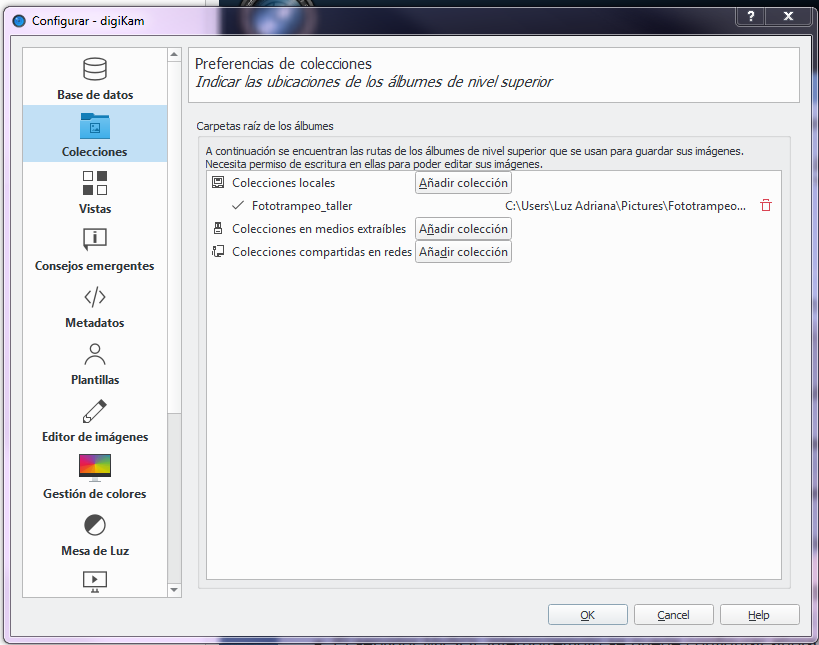 Configurar - digiKam
?
Base de datos
Colecciones
Vistas
Consejos emergentes
Metadatos
Plantillas
Editor de imágenes
Gestión de colores
Mesa de Luz
Preferencias de colecciones
Indicar las ubicaciones de los álbumes de nivel superior
Carpetas raíz de los álbumes
A continuación se encuentran las rutas de los álbumes de nivel superior que se usan para guardar sus imágenes.
Necesita permiso de escritura en ellas para poder editar sus imágenes.
Colecciones locales Añadir colección
Fototrampeo_taller C:\Users\Luz Adriana\Pictures\Fototrampeo...
Colecciones en medios extraíbles Añadir colección
Colecciones compartidas en redes Añadir colección
OK Cancel Help